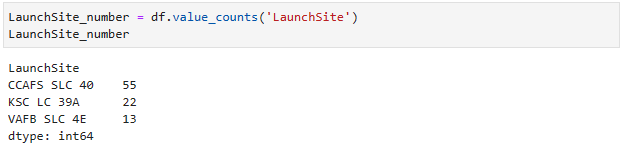 LaunchSite_number = df.value_counts('LaunchSite')
LaunchSite_number
LaunchSite
CCAFS SLC 40    55
KSC LC 39A      22
VAFB SLC 4E     13
dtype: int64